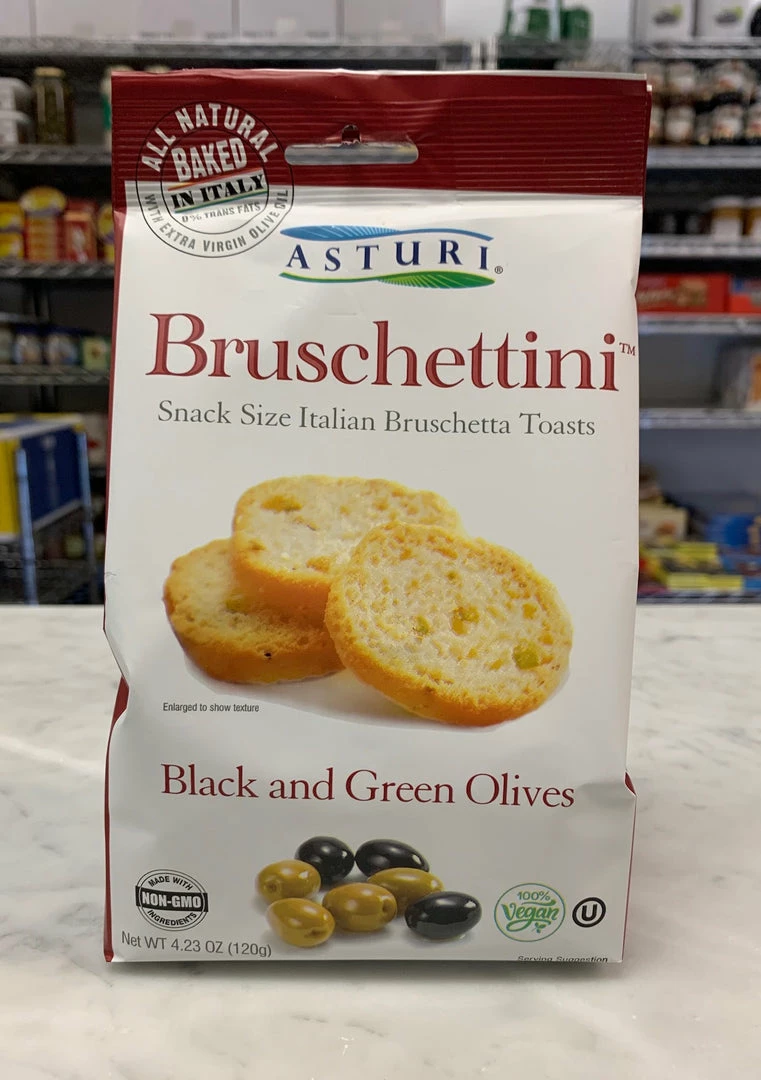 ALL NATURAL
BAKED
IN ITALY
0% TRANS FATS
WITH EXTRA VIRGIN OLIVE OIL
ASTURI®
Bruschettini™
Snack Size Italian Bruschetta Toasts
Enlarged to show texture
Black and Green Olives
MADE WITH
NON-GMO
INGREDIENTS
100%
Vegan
U
Net WT 4.23 OZ (120g)
Serving Suggestion